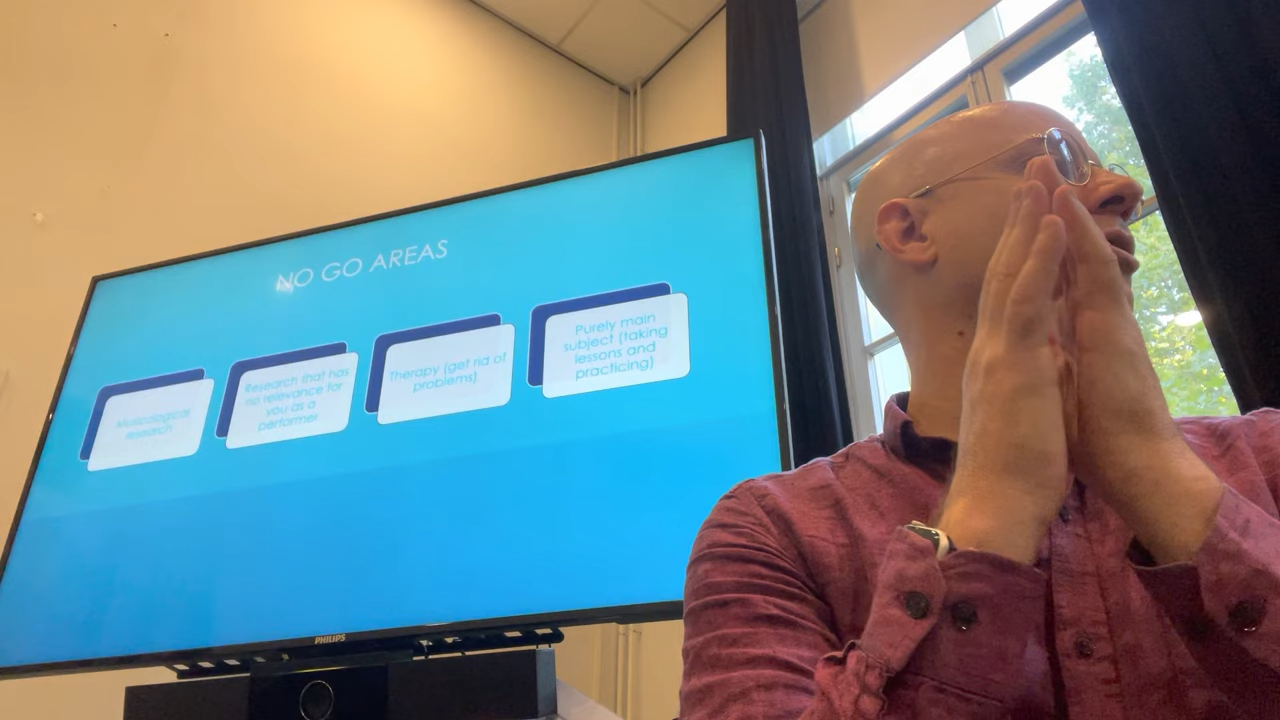 NO GO AREAS
Musicological
research
Research that has
no relevance for
you as a
performer
Therapy (get rid of
problems)
Purely main
subject (taking
lessons and
practicing)
PHILIPS